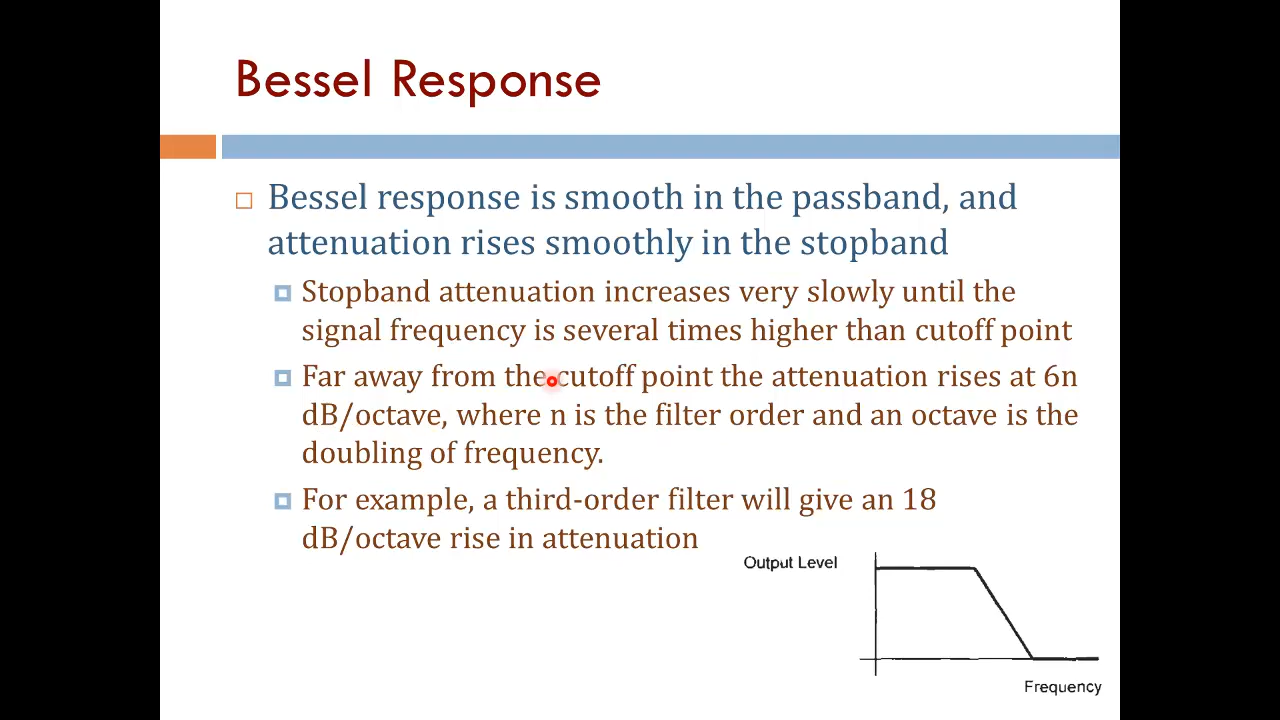 Bessel Response
Bessel response is smooth in the passband, and
attenuation rises smoothly in the stopband
Stopband attenuation increases very slowly until the
signal frequency is several times higher than cutoff point
Far away from the cutoff point the attenuation rises at 6n
dB/octave, where n is the filter order and an octave is the
doubling of frequency.
For example, a third-order filter will give an 18
dB/octave rise in attenuation
Output Level
Frequency